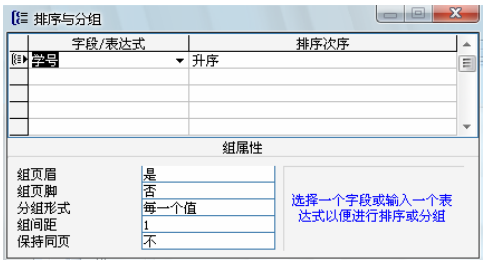 排序与分组
字段/表达式 排序次序
学号 升序
组属性
组页眉 是
组页脚 否
分组形式 每一个值
组间距 1
保持同页 不
选择一个字段或输入一个表
达式以便进行排序或分组